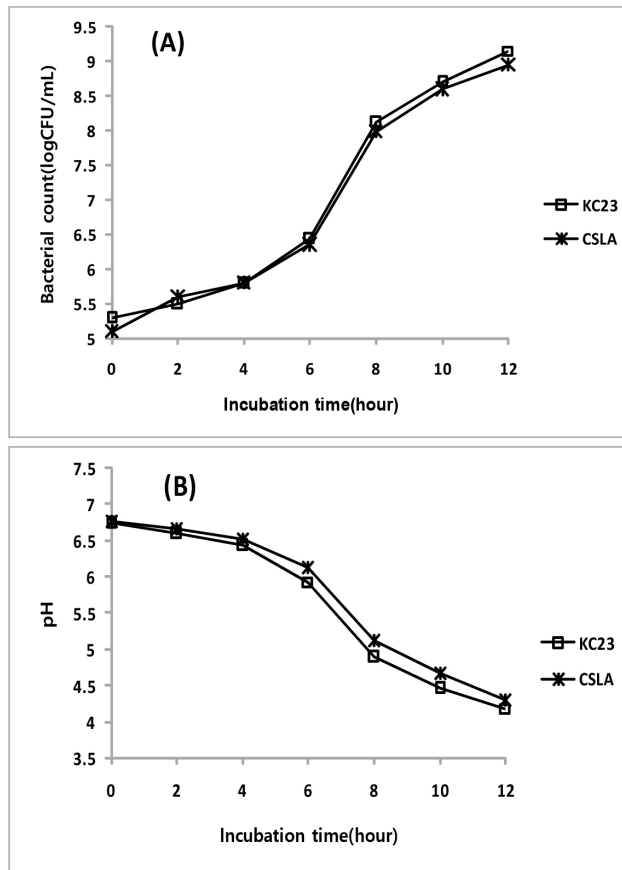 (A)
Bacterial count(logCFU/mL)
9.5
9
8.5
8
7.5
7
6.5
6
5.5
5
0 2 4 6 8 10 12
Incubation time(hour)
KC23
CSLA
(B)
pH
7.5
7
6.5
6
5.5
5
4.5
4
3.5
0 2 4 6 8 10 12
Incubation time(hour)
KC23
CSLA